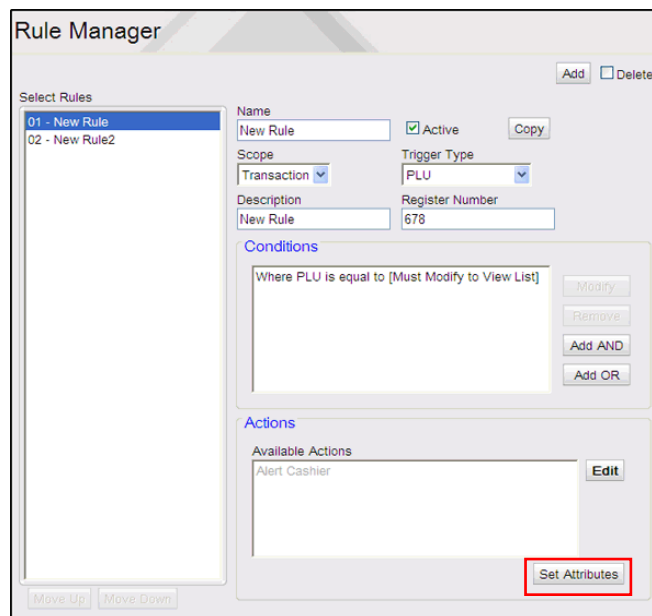 Rule Manager
Add Delete
Select Rules
01 - New Rule
02 - New Rule2
Name
New Rule Active Copy
Scope Trigger Type
Transaction PLU
Description Register Number
New Rule 678
Conditions
Where PLU is equal to [Must Modify to View List]
Modify
Remove
Add AND
Add OR
Actions
Available Actions
Alert Cashier Edit
Set Attributes
Move Up Move Down